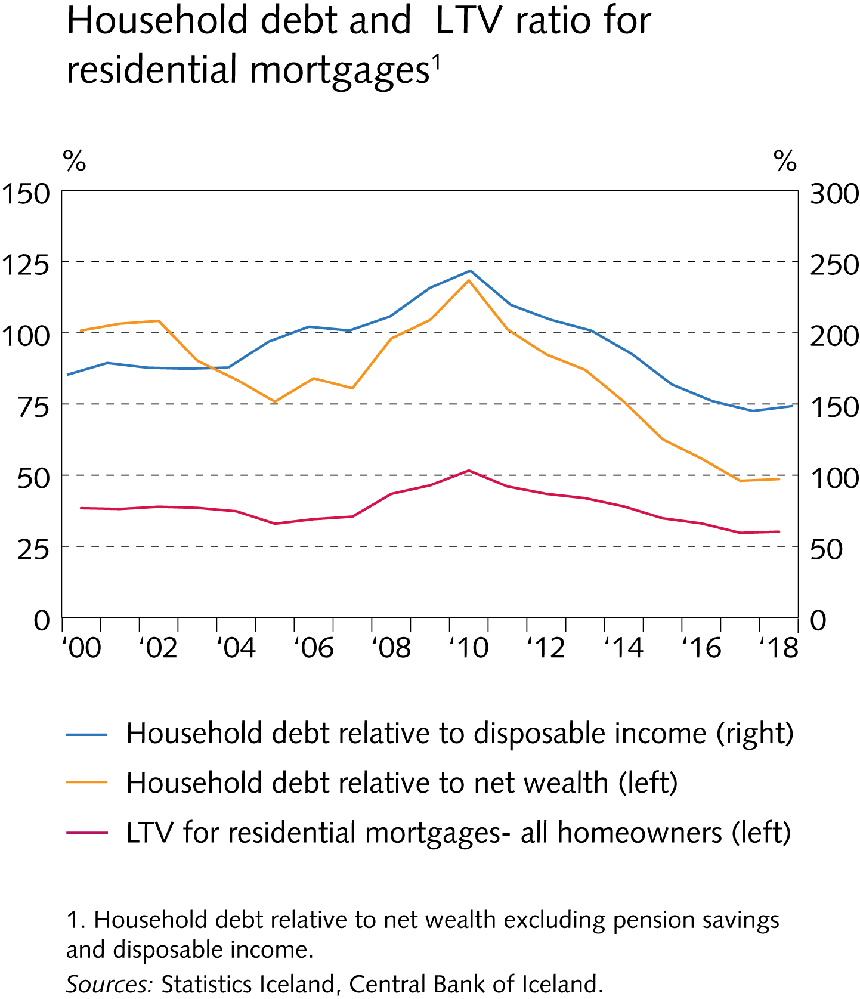 Household debt and LTV ratio for
residential mortgages¹
% %
150 300
125 250
100 200
75 150
50 100
25 50
0 0
‘00 ‘02 ‘04 ‘06 ‘08 ‘10 ‘12 ‘14 ‘16 ‘18
Household debt relative to disposable income (right)
Household debt relative to net wealth (left)
LTV for residential mortgages- all homeowners (left)
1. Household debt relative to net wealth excluding pension savings
and disposable income.
Sources: Statistics Iceland, Central Bank of Iceland.